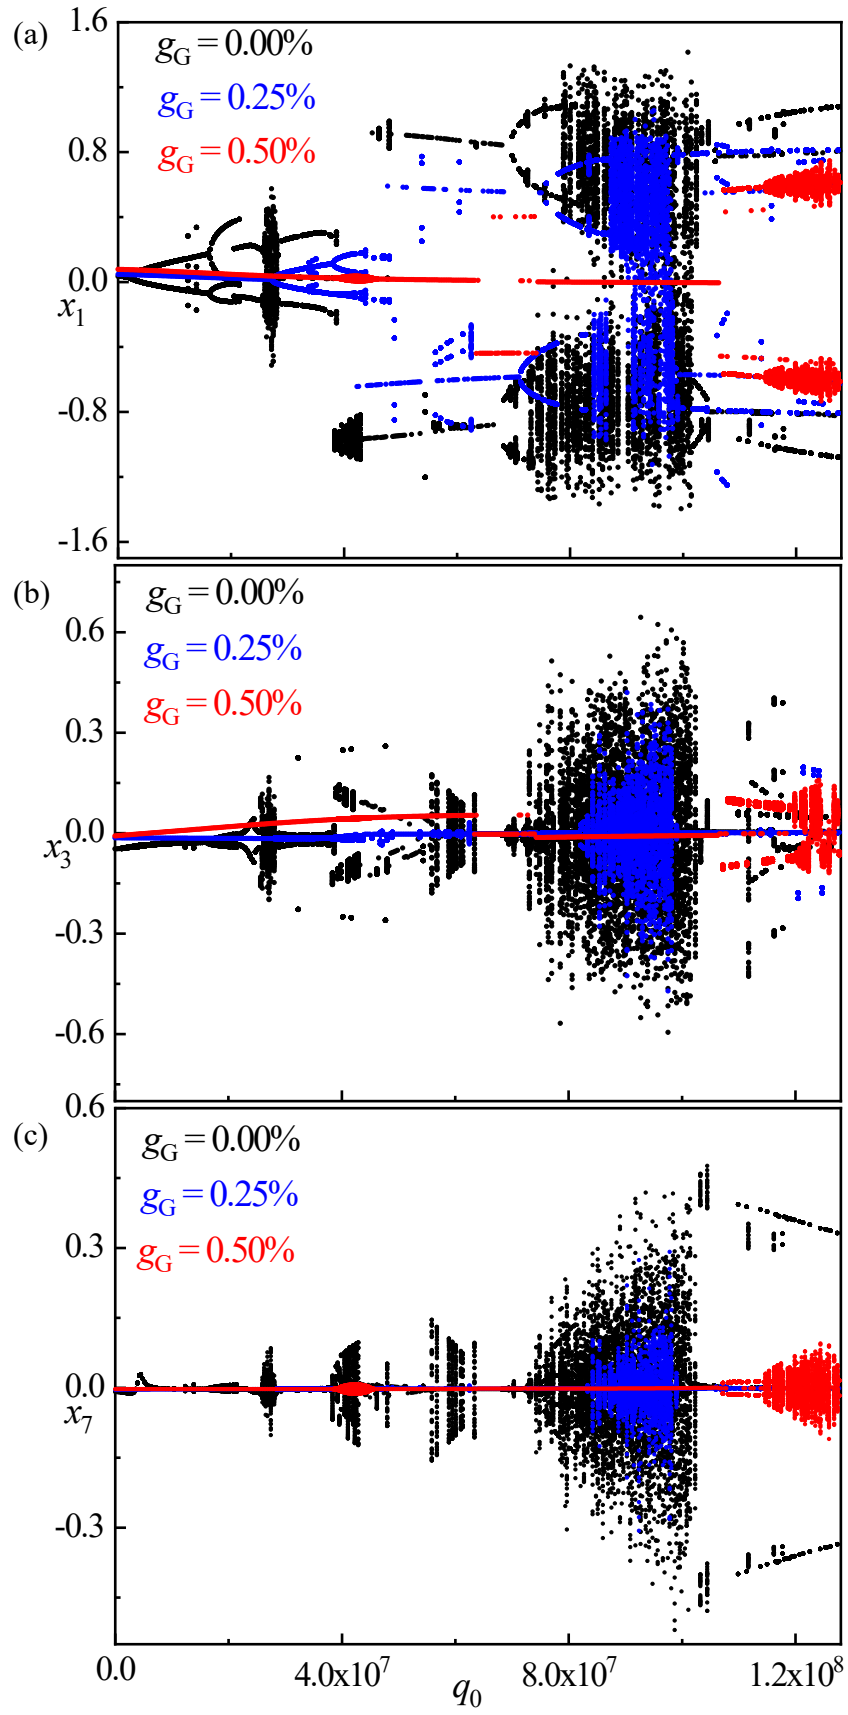 (a)
1.6
g_G = 0.00%
g_G = 0.25%
0.8
g_G = 0.50%
0.0
x_1
-0.8
-1.6
(b)
g_G = 0.00%
0.6
g_G = 0.25%
g_G = 0.50%
0.3
0.0
x_3
-0.3
-0.6
0.6
(c)
g_G = 0.00%
g_G = 0.25%
g_G = 0.50%
0.3
0.0
x_7
-0.3
0.0 4.0x10^7 8.0x10^7 1.2x10^8
q_0